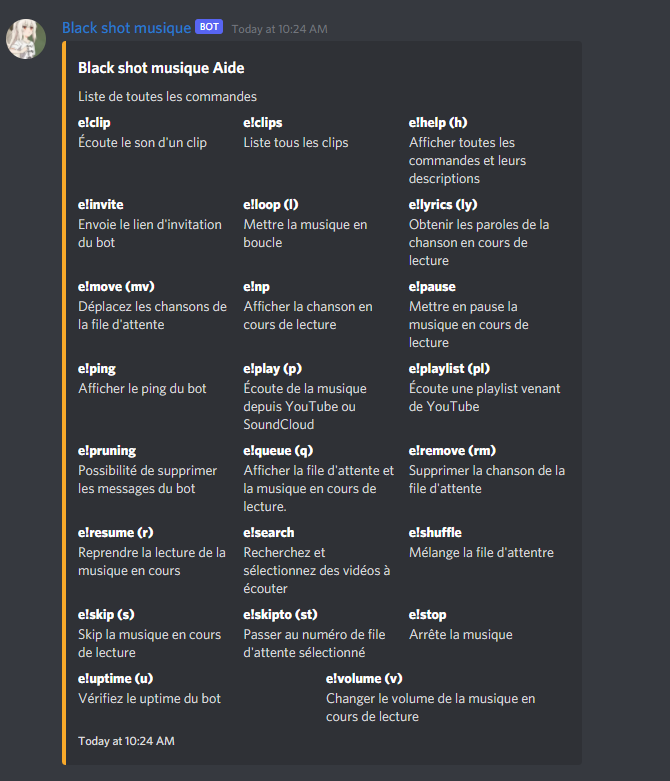 Black shot musique BOT Today at 10:24 AM
Black shot musique Aide
Liste de toutes les commandes
e!clip
Écoute le son d'un clip
e!clips
Liste tous les clips
e!help (h)
Afficher toutes les
commandes et leurs
descriptions
e!invite
Envoie le lien d'invitation
du bot
e!loop (l)
Mettre la musique en
boucle
e!lyrics (ly)
Obtenir les paroles de la
chanson en cours de
lecture
e!move (mv)
Déplacez les chansons de
la file d'attente
e!np
Afficher la chanson en
cours de lecture
e!pause
Mettre en pause la
musique en cours de
lecture
e!ping
Afficher le ping du bot
e!play (p)
Écoute de la musique
depuis YouTube ou
SoundCloud
e!playlist (pl)
Écoute une playlist venant
de YouTube
e!pruning
Possibilité de supprimer
les messages du bot
e!queue (q)
Afficher la file d'attente et
la musique en cours de
lecture.
e!remove (rm)
Supprimer la chanson de la
file d'attente
e!resume (r)
Reprendre la lecture de la
musique en cours
e!search
Recherchez et
sélectionnez des vidéos à
écouter
e!shuffle
Mélange la file d'attentre
e!skip (s)
Skip la musique en cours
de lecture
e!skipto (st)
Passer au numéro de file
d'attente sélectionné
e!stop
Arrête la musique
e!uptime (u)
Vérifiez le uptime du bot
e!volume (v)
Changer le volume de la musique en
cours de lecture
Today at 10:24 AM